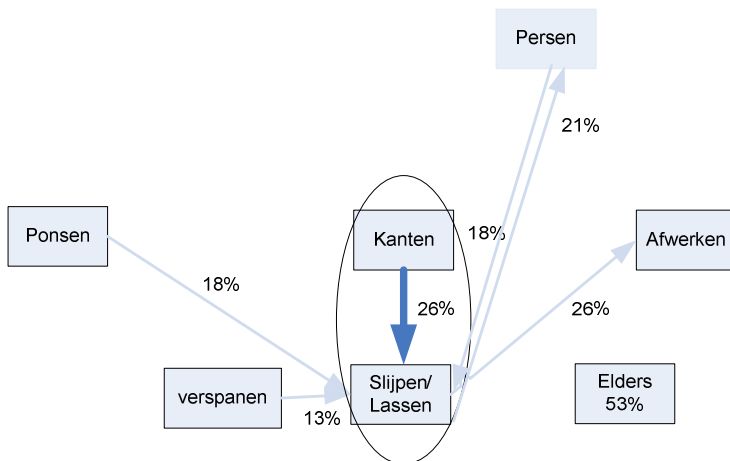 Persen
21%
Ponsen
Kanten
18%
Afwerken
18%
26%
26%
verspanen
13%
Slijpen/
Lassen
Elders
53%